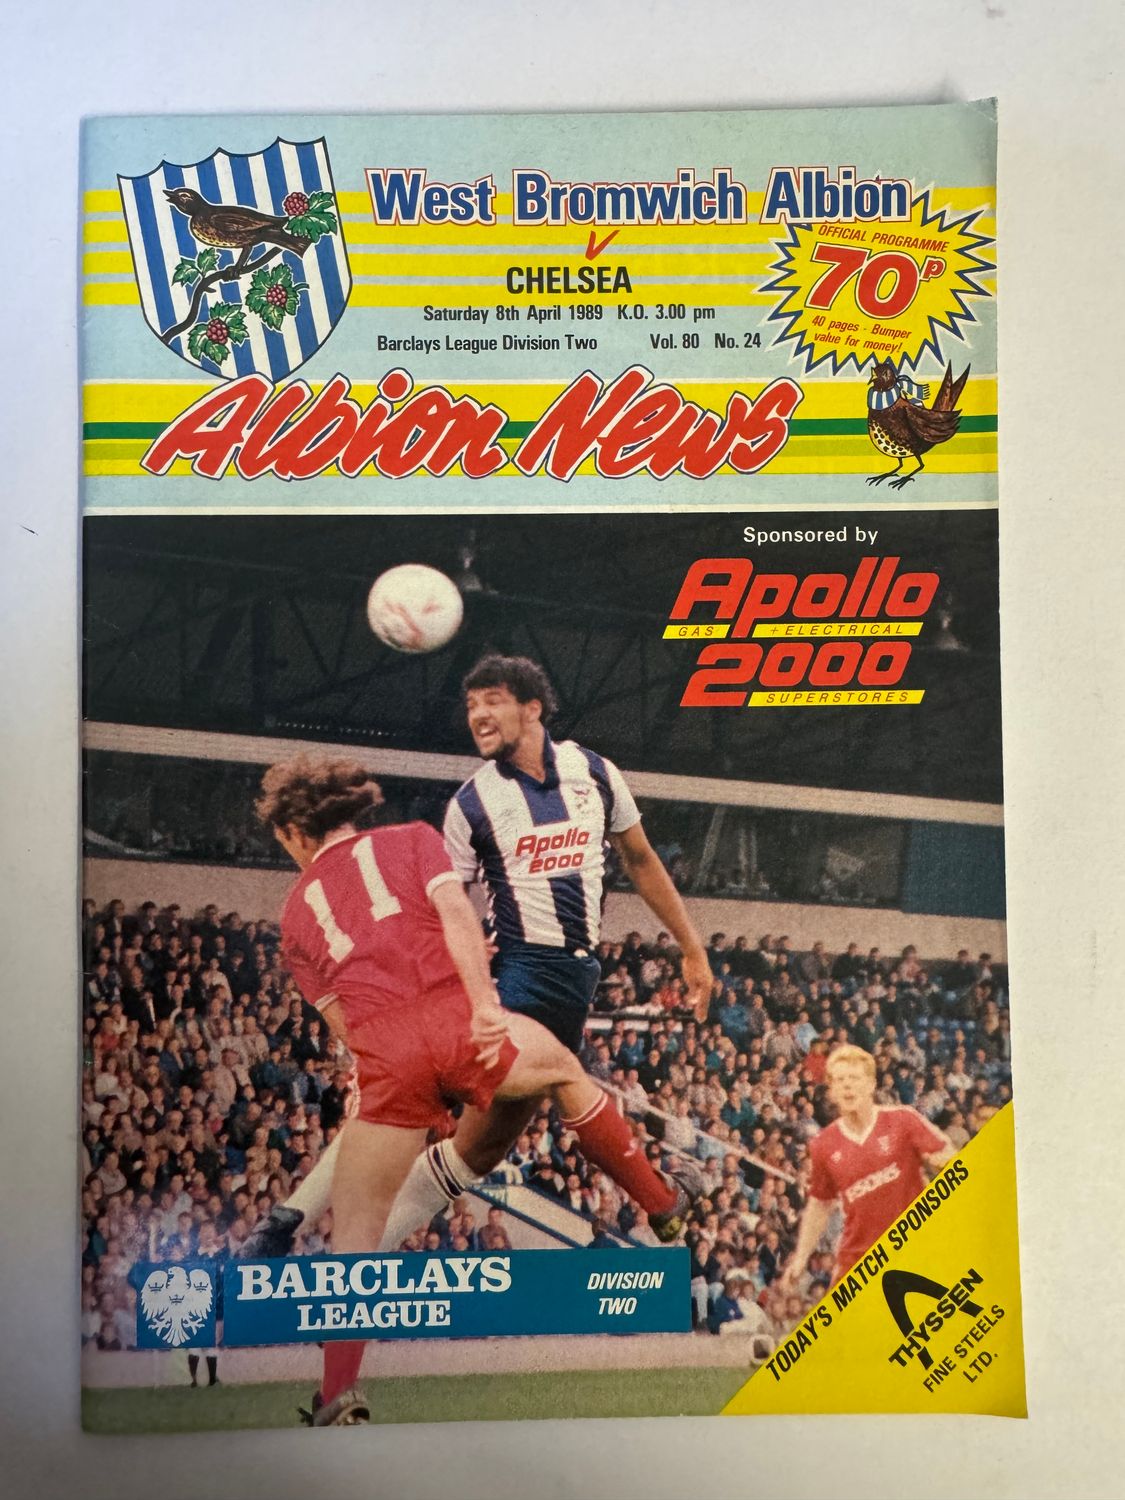 West Bromwich Albion
v
CHELSEA
Saturday 8th April 1989 K.O. 3.00 pm
Barclays League Division Two Vol. 80 No. 24
OFFICIAL PROGRAMME
70p
40 pages - Bumper
value for money!
Albion News
Sponsored by
Apollo
GAS + ELECTRICAL
2000
SUPERSTORES
11
Apollo
2000
BARCLAYS
LEAGUE
DIVISION
TWO
TODAY'S MATCH SPONSORS
THYSSEN
FINE STEELS
LTD.